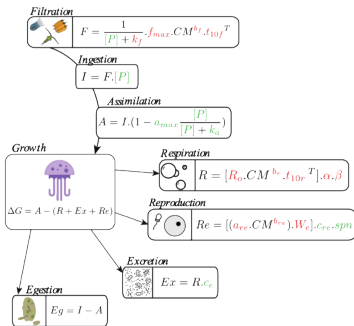 Filtration
F = 1 / [P] + k_f . f_max . CM^{b_f} . t_{10f}^T
Ingestion
I = F.[P]
Assimilation
A = I.(1 − a_max [P] / [P] + k_a)
Growth
ΔG = A − (R + Ex + Re)
Respiration
R = [R_o.CM^{b_r}.t_{10r}^T].α.β
Reproduction
Re = [(a_re.CM^{b_re}).W_e].c_re.spn
Excretion
Ex = R.c_e
Egestion
Eg = I − A